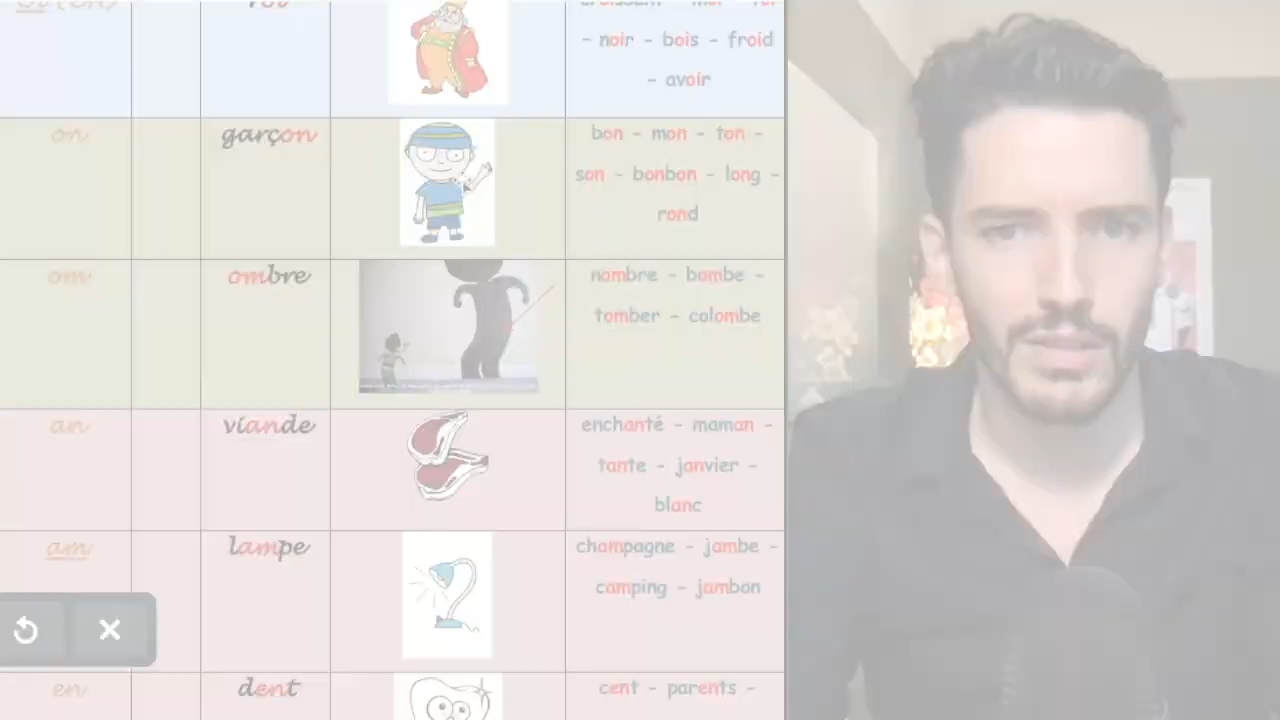 - noir - bois - froid
- avoir
on
garçon
bon - mon - ton -
son - bonbon - long -
rond
om
ombre
nombre - bombe -
tomber - colombe
an
viande
enchanté - maman -
tante - janvier -
blanc
am
lampe
champagne - jambe -
camping - jambon
en
dent
cent - parents -